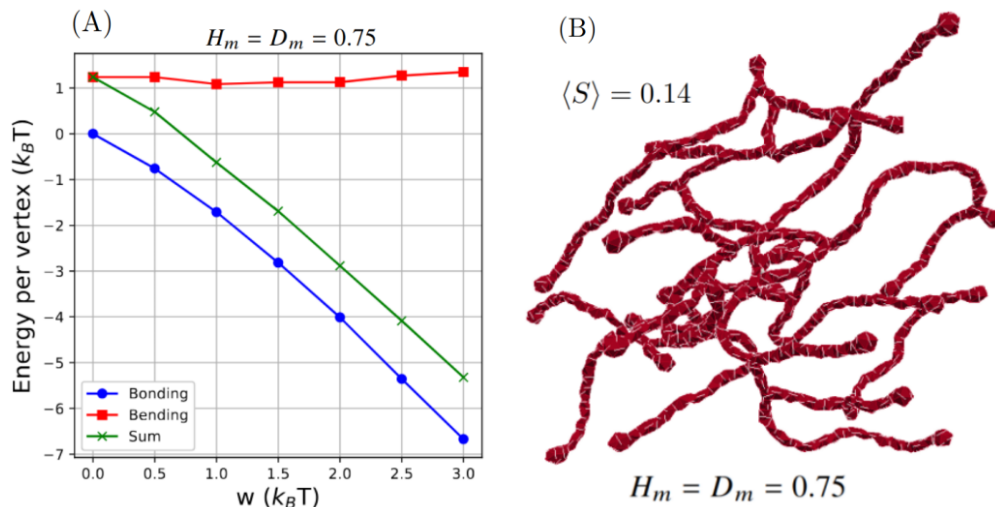 (A)
H_m = D_m = 0.75
Energy per vertex (k_BT)
1
0
−1
−2
−3
−4
−5
−6
−7
Bonding
Bending
Sum
0.0 0.5 1.0 1.5 2.0 2.5 3.0
w (k_BT)
(B)
⟨S⟩ = 0.14
H_m = D_m = 0.75